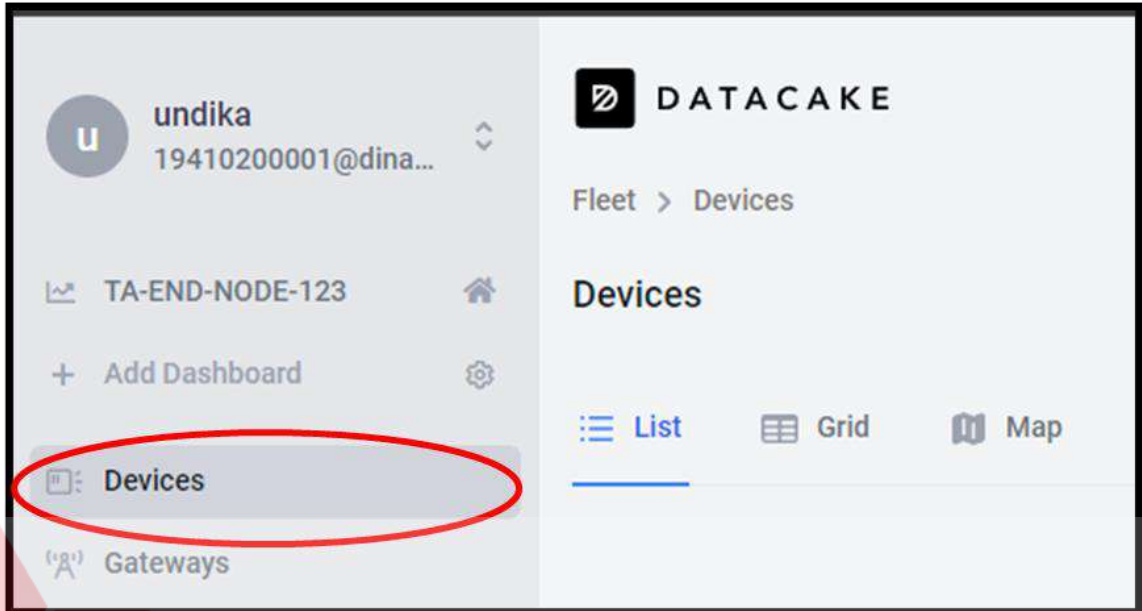 u
undika
19410200001@dina...
TA-END-NODE-123
Add Dashboard
Devices
Gateways
DATACAKE
Fleet > Devices
Devices
List Grid Map